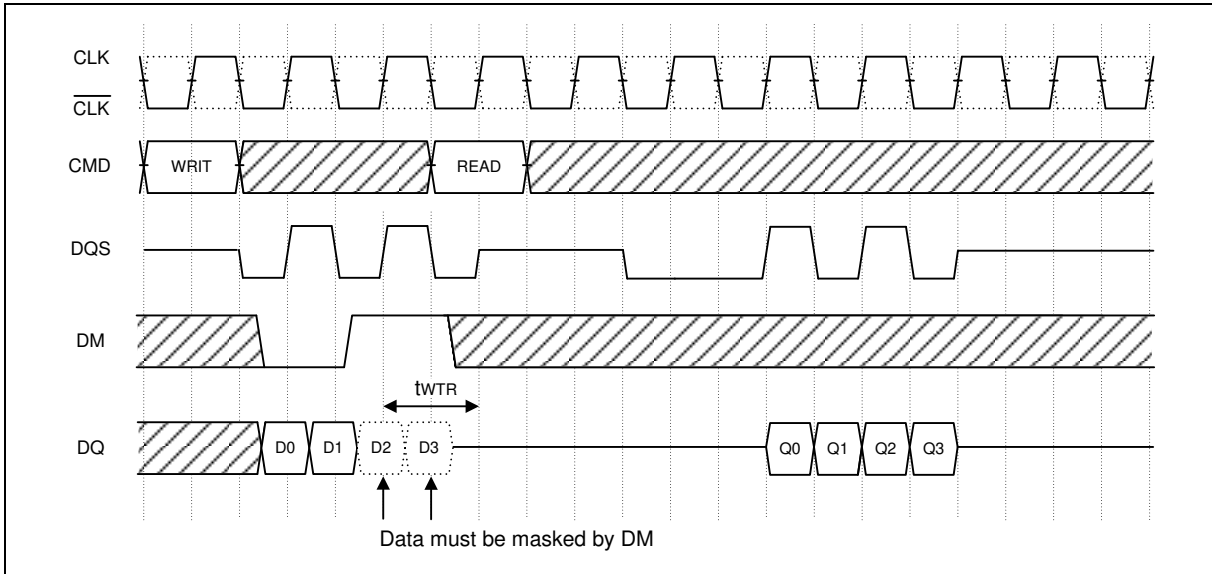 CLK
CLK
CMD WRIT READ
DQS
DM
tWTR
DQ D0 D1 D2 D3 Q0 Q1 Q2 Q3
Data must be masked by DM